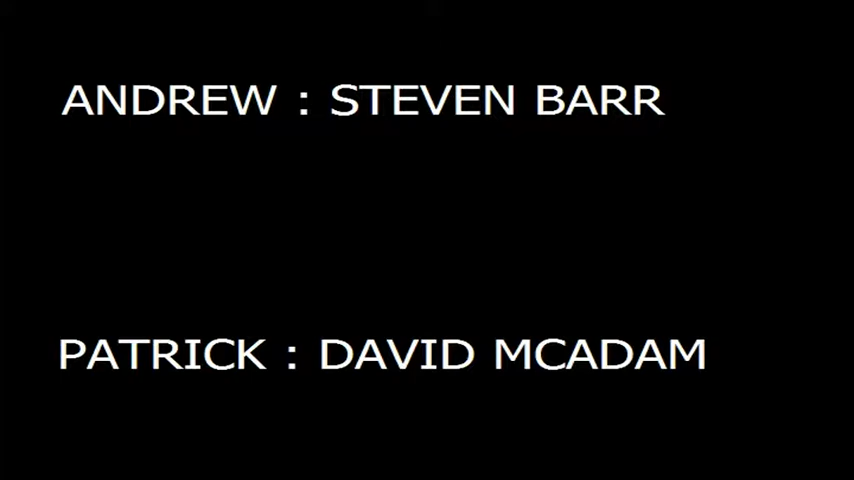 ANDREW : STEVEN BARR
PATRICK : DAVID MCADAM